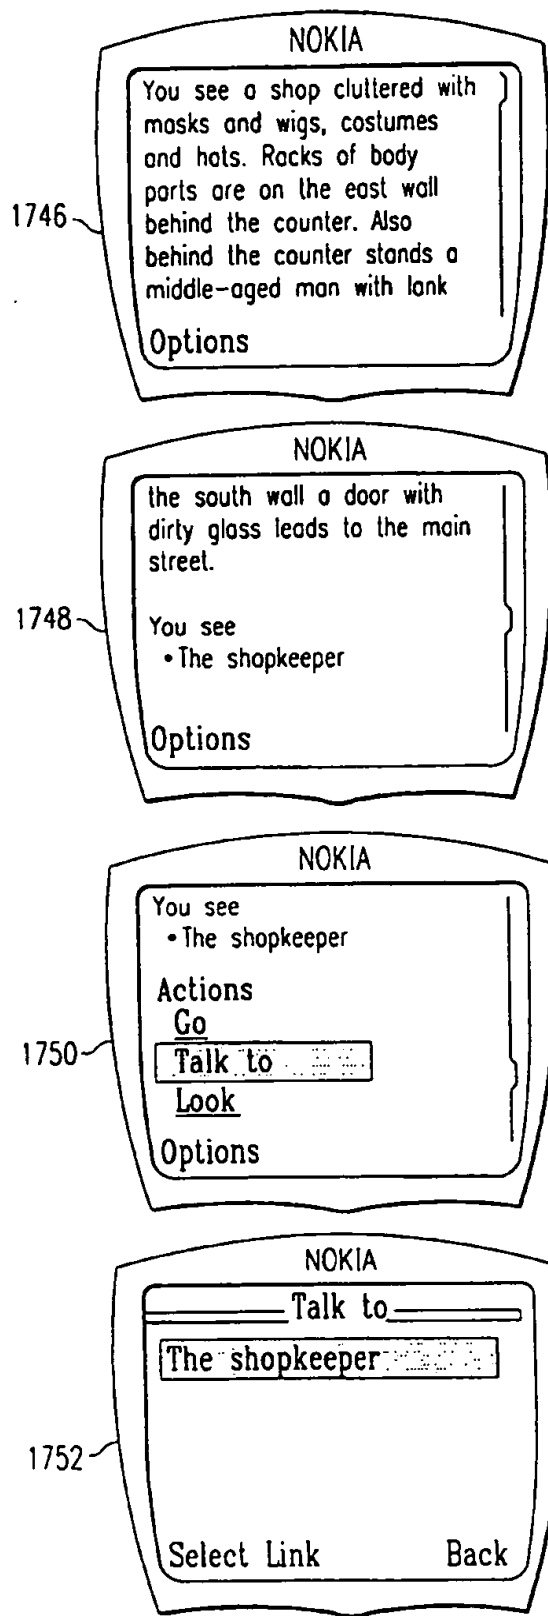 NOKIA
You see a shop cluttered with
masks and wigs, costumes
and hats. Racks of body
parts are on the east wall
behind the counter. Also
behind the counter stands a
middle-aged man with lank
Options
1746
NOKIA
the south wall a door with
dirty glass leads to the main
street.
You see
•The shopkeeper
Options
1748
NOKIA
You see
•The shopkeeper
Actions
Go
Talk to
Look
Options
1750
NOKIA
Talk to
The shopkeeper
Select Link Back
1752